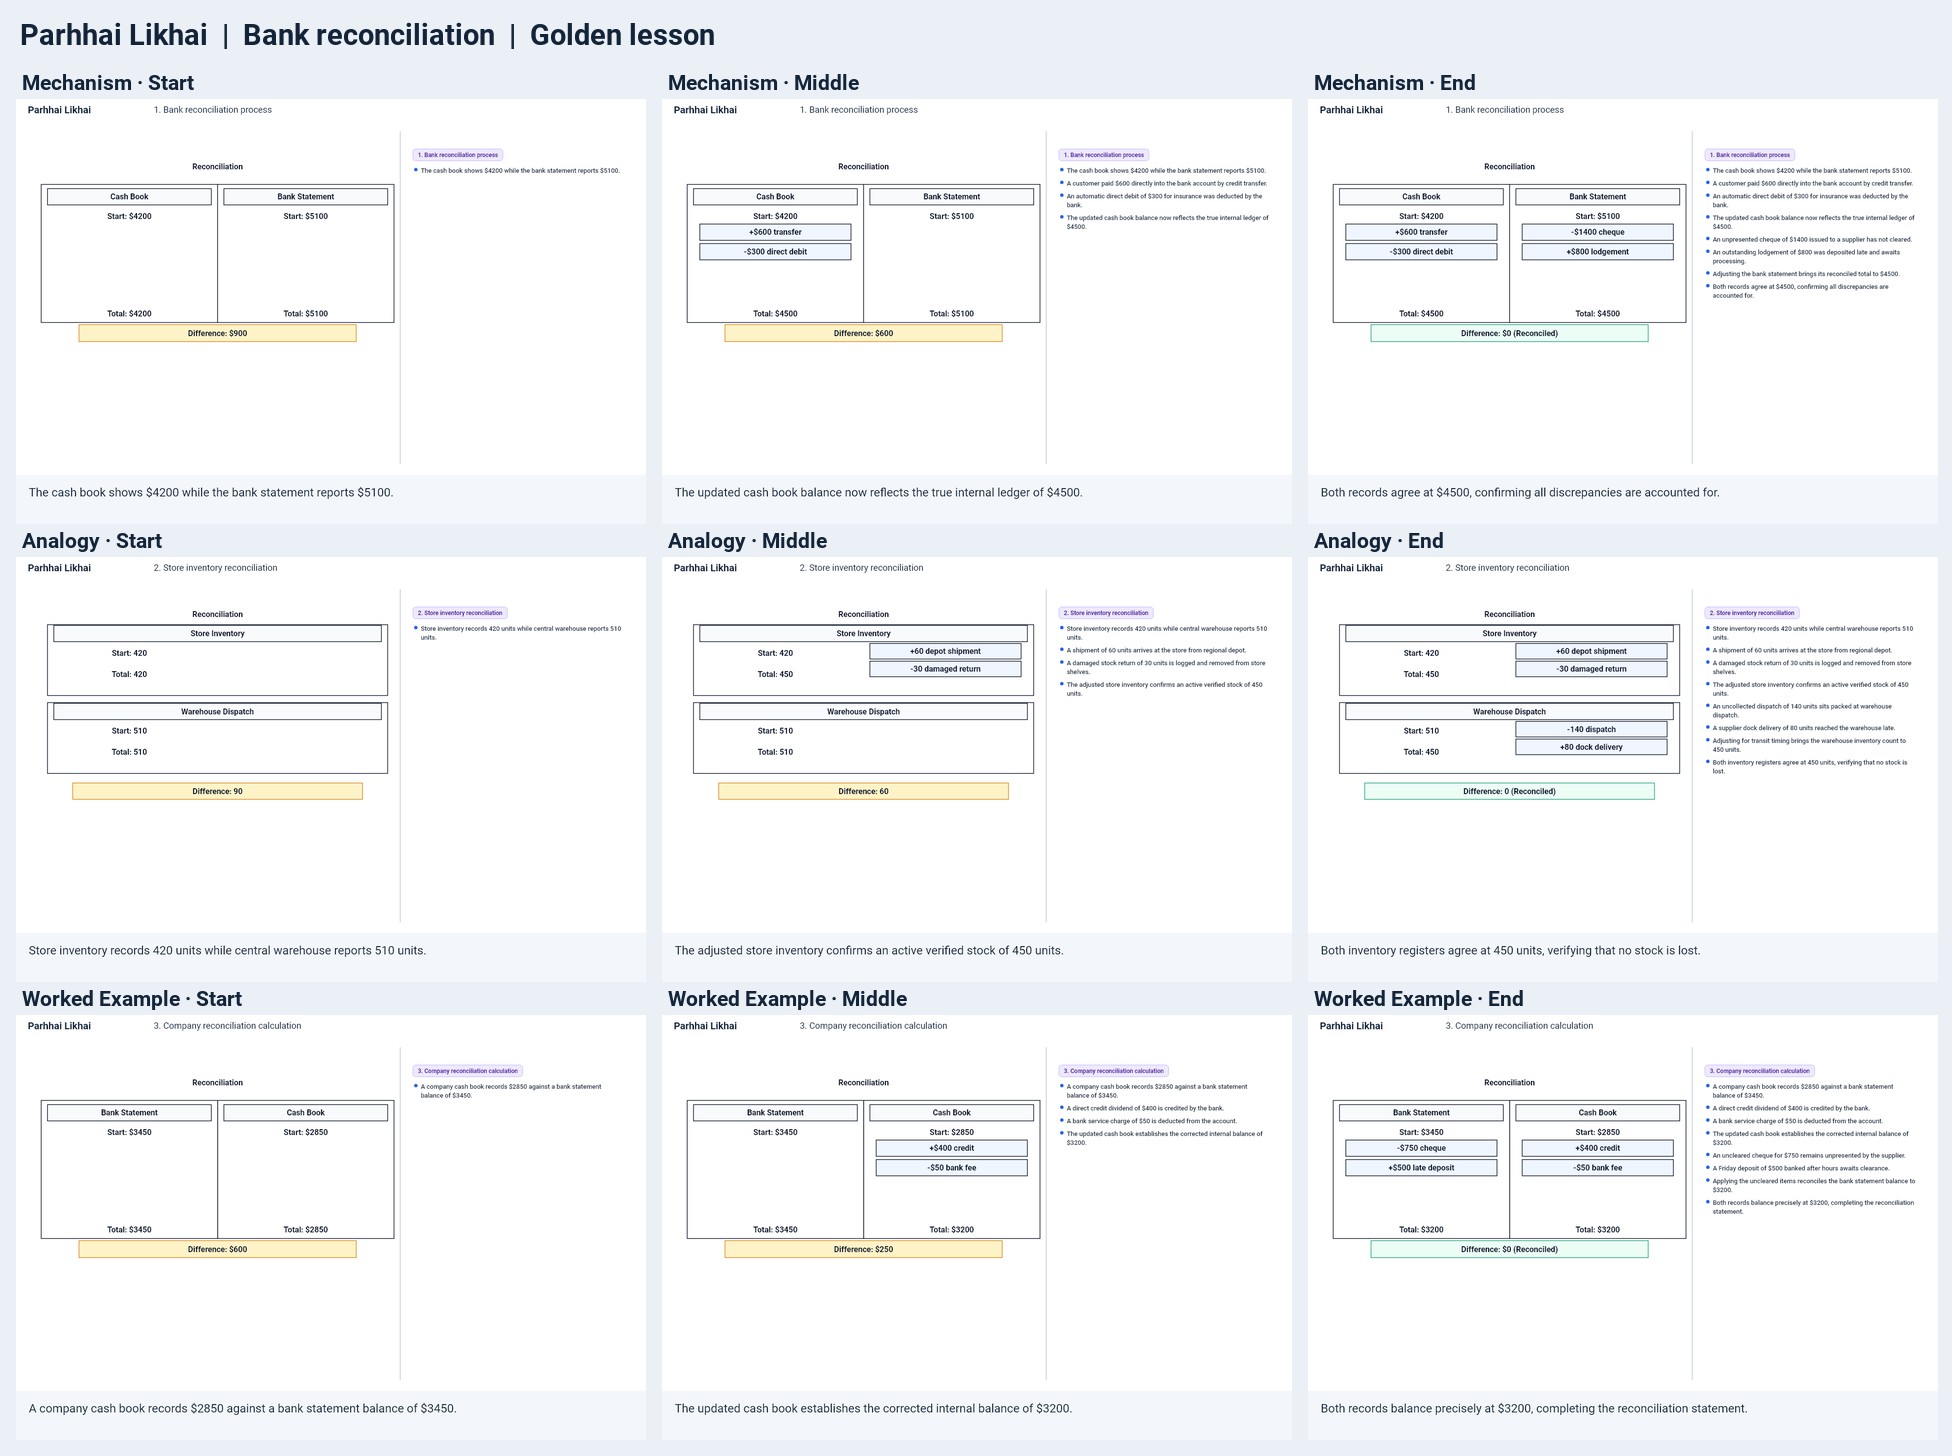 Parhhai Likhai | Bank reconciliation | Golden lesson
Mechanism · Start
Parhhai Likhai
1. Bank reconciliation process
Reconciliation
Cash Book
Bank Statement
Start: $4200
Start: $5100
Total: $4200
Total: $5100
Difference: $900
1. Bank reconciliation process
The cash book shows $4200 while the bank statement reports $5100.
The cash book shows $4200 while the bank statement reports $5100.
Mechanism · Middle
Parhhai Likhai
1. Bank reconciliation process
Reconciliation
Cash Book
Bank Statement
Start: $4200
Start: $5100
+$600 transfer
-$300 direct debit
Total: $4500
Total: $5100
Difference: $600
1. Bank reconciliation process
The cash book shows $4200 while the bank statement reports $5100.
A customer paid $600 directly into the bank account by credit transfer.
An automatic direct debit of $300 for insurance was deducted by the
bank.
The updated cash book balance now reflects the true internal ledger of
$4500.
The updated cash book balance now reflects the true internal ledger of $4500.
Mechanism · End
Parhhai Likhai
1. Bank reconciliation process
Reconciliation
Cash Book
Bank Statement
Start: $4200
Start: $5100
+$600 transfer
-$1400 cheque
-$300 direct debit
+$800 lodgement
Total: $4500
Total: $4500
Difference: $0 (Reconciled)
1. Bank reconciliation process
The cash book shows $4200 while the bank statement reports $5100.
A customer paid $600 directly into the bank account by credit transfer.
An automatic direct debit of $300 for insurance was deducted by the
bank.
The updated cash book balance now reflects the true internal ledger of
$4500.
An unpresented cheque of $1400 issued to a supplier has not cleared.
An outstanding lodgement of $800 was deposited late and awaits
processing.
Adjusting the bank statement brings its reconciled total to $4500.
Both records agree at $4500, confirming all discrepancies are
accounted for.
Both records agree at $4500, confirming all discrepancies are accounted for.
Analogy · Start
Parhhai Likhai
2. Store inventory reconciliation
Reconciliation
Store Inventory
Start: 420
Total: 420
Warehouse Dispatch
Start: 510
Total: 510
Difference: 90
2. Store inventory reconciliation
Store inventory records 420 units while central warehouse reports 510
units.
Store inventory records 420 units while central warehouse reports 510 units.
Analogy · Middle
Parhhai Likhai
2. Store inventory reconciliation
Reconciliation
Store Inventory
Start: 420
+60 depot shipment
Total: 450
-30 damaged return
Warehouse Dispatch
Start: 510
Total: 510
Difference: 60
2. Store inventory reconciliation
Store inventory records 420 units while central warehouse reports 510
units.
A shipment of 60 units arrives at the store from regional depot.
A damaged stock return of 30 units is logged and removed from store
shelves.
The adjusted store inventory confirms an active verified stock of 450
units.
The adjusted store inventory confirms an active verified stock of 450 units.
Analogy · End
Parhhai Likhai
2. Store inventory reconciliation
Reconciliation
Store Inventory
Start: 420
+60 depot shipment
Total: 450
-30 damaged return
Warehouse Dispatch
Start: 510
-140 dispatch
Total: 450
+80 dock delivery
Difference: 0 (Reconciled)
2. Store inventory reconciliation
Store inventory records 420 units while central warehouse reports 510
units.
A shipment of 60 units arrives at the store from regional depot.
A damaged stock return of 30 units is logged and removed from store
shelves.
The adjusted store inventory confirms an active verified stock of 450
units.
An uncollected dispatch of 140 units sits packed at warehouse
dispatch.
A supplier dock delivery of 80 units reached the warehouse late.
Adjusting for transit timing brings the warehouse inventory count to
450 units.
Both inventory registers agree at 450 units, verifying that no stock is
lost.
Both inventory registers agree at 450 units, verifying that no stock is lost.
Worked Example · Start
Parhhai Likhai
3. Company reconciliation calculation
Reconciliation
Bank Statement
Cash Book
Start: $3450
Start: $2850
Total: $3450
Total: $2850
Difference: $600
3. Company reconciliation calculation
A company cash book records $2850 against a bank statement
balance of $3450.
A company cash book records $2850 against a bank statement balance of $3450.
Worked Example · Middle
Parhhai Likhai
3. Company reconciliation calculation
Reconciliation
Bank Statement
Cash Book
Start: $3450
Start: $2850
+$400 credit
-$50 bank fee
Total: $3450
Total: $3200
Difference: $250
3. Company reconciliation calculation
A company cash book records $2850 against a bank statement
balance of $3450.
A direct credit dividend of $400 is credited by the bank.
A bank service charge of $50 is deducted from the account.
The updated cash book establishes the corrected internal balance of
$3200.
The updated cash book establishes the corrected internal balance of $3200.
Worked Example · End
Parhhai Likhai
3. Company reconciliation calculation
Reconciliation
Bank Statement
Cash Book
Start: $3450
Start: $2850
-$750 cheque
+$400 credit
+$500 late deposit
-$50 bank fee
Total: $3200
Total: $3200
Difference: $0 (Reconciled)
3. Company reconciliation calculation
A company cash book records $2850 against a bank statement
balance of $3450.
A direct credit dividend of $400 is credited by the bank.
A bank service charge of $50 is deducted from the account.
The updated cash book establishes the corrected internal balance of
$3200.
An uncleared cheque for $750 remains unpresented by the supplier.
A Friday deposit of $500 banked after hours awaits clearance.
Applying the uncleared items reconciles the bank statement balance to
$3200.
Both records balance precisely at $3200, completing the reconciliation
statement.
Both records balance precisely at $3200, completing the reconciliation statement.